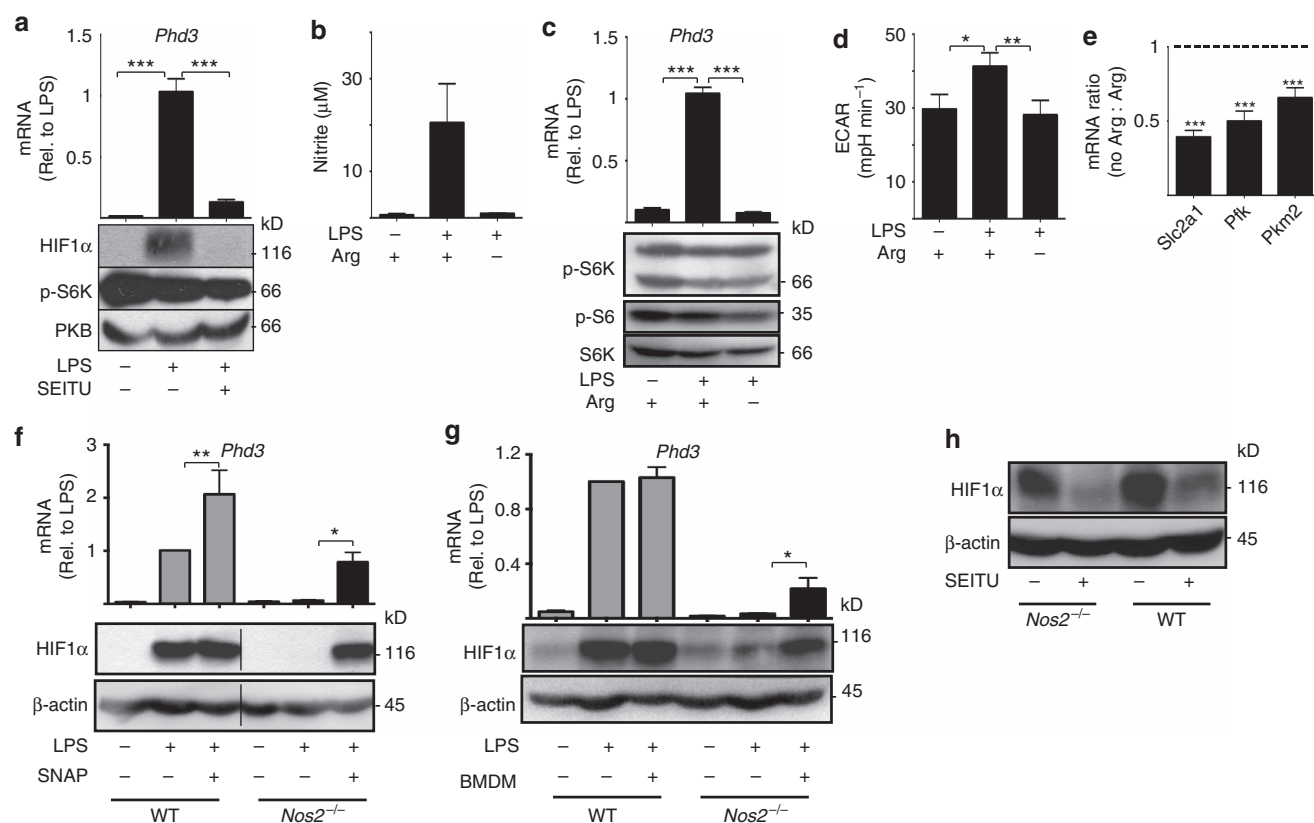 a
Phd3
1.5
1
0.5
mRNA
(Rel. to LPS)
*** ***
kD
HIF1α
116
p-S6K
66
PKB
66
LPS – + +
SEITU – – +
b
30
10
Nitrite (μM)
LPS – + +
Arg + + –
c
Phd3
1.5
1
0.5
mRNA
(Rel. to LPS)
*** ***
kD
p-S6K
66
p-S6
35
S6K
66
LPS – + +
Arg + + –
d
50
30
10
ECAR
(mpH min–1)
* **
LPS – + +
Arg + + –
e
1
0.5
mRNA ratio
(no Arg : Arg)
*** *** ***
Slc2a1 Pfk Pkm2
f
Phd3
3
2
1
mRNA
(Rel. to LPS)
** *
kD
HIF1α
116
β-actin
45
LPS – + + – + +
SNAP – – + – – +
WT Nos2–/–
g
Phd3
1.2
0.8
0.4
mRNA
(Rel. to LPS)
*
kD
HIF1α
116
β-actin
45
LPS – + + – + +
BMDM – – + – – +
WT Nos2–/–
h
kD
HIF1α
116
β-actin
45
SEITU – + – +
Nos2–/– WT